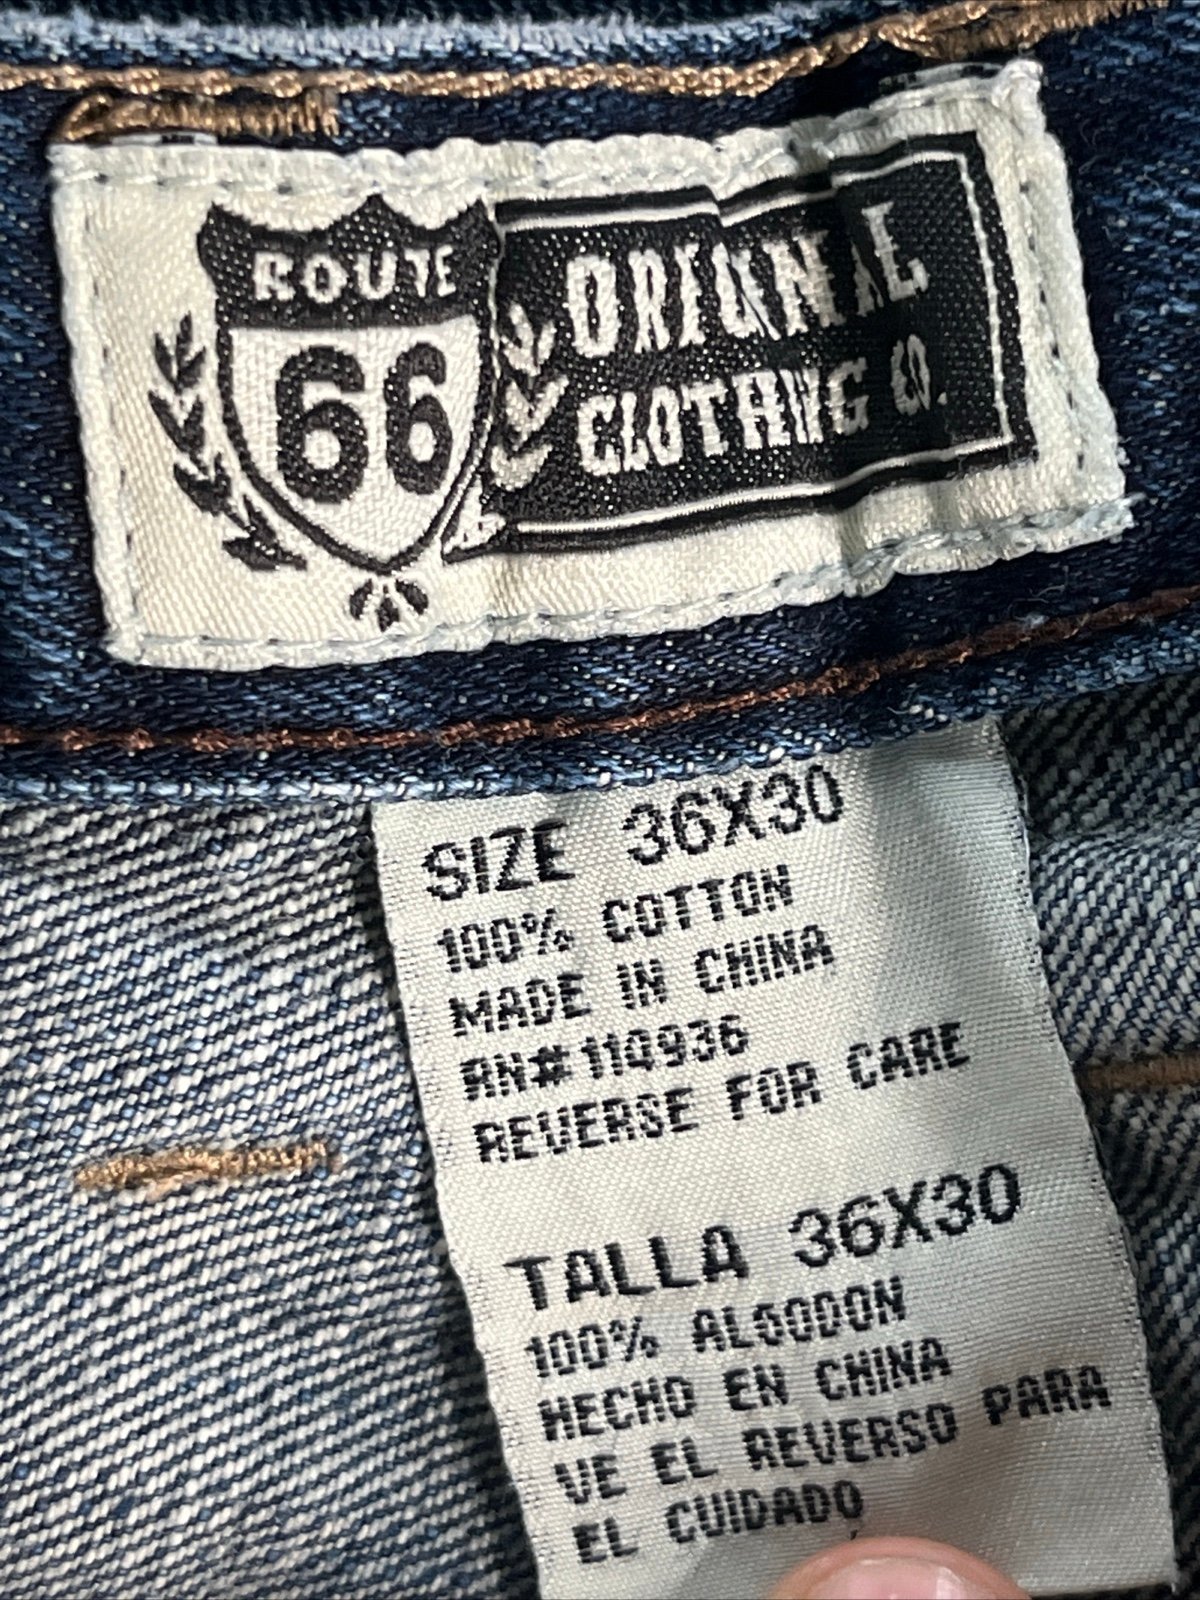 ROUTE
66
ORIGINAL
CLOTHING CO.
SIZE 36X30
100% COTTON
MADE IN CHINA
RN#110936
REVERSE FOR CARE
TALLA 36X30
100% ALGODON
HECHO EN CHINA
VE EL REVERSO PARA
EL CUIDADO